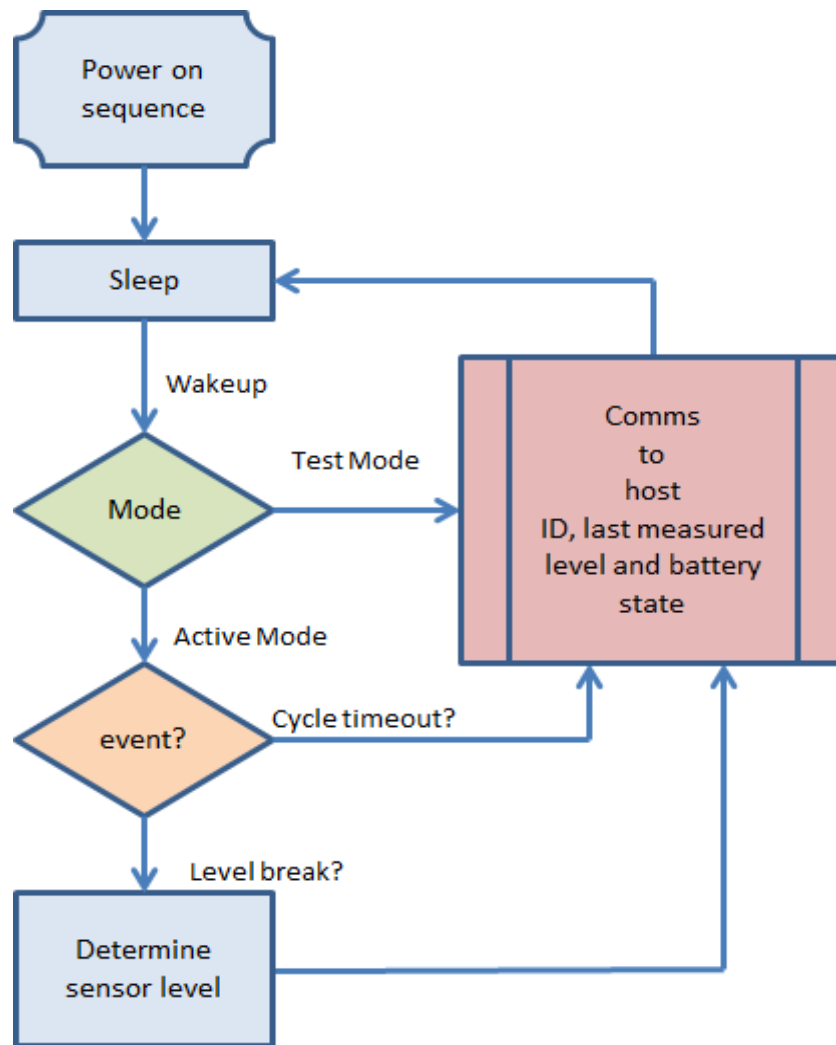 Power on
sequence
Sleep
Wakeup
Mode
Test Mode
Comms
to
host
ID, last measured
level and battery
state
Active Mode
event?
Cycle timeout?
Level break?
Determine
sensor level